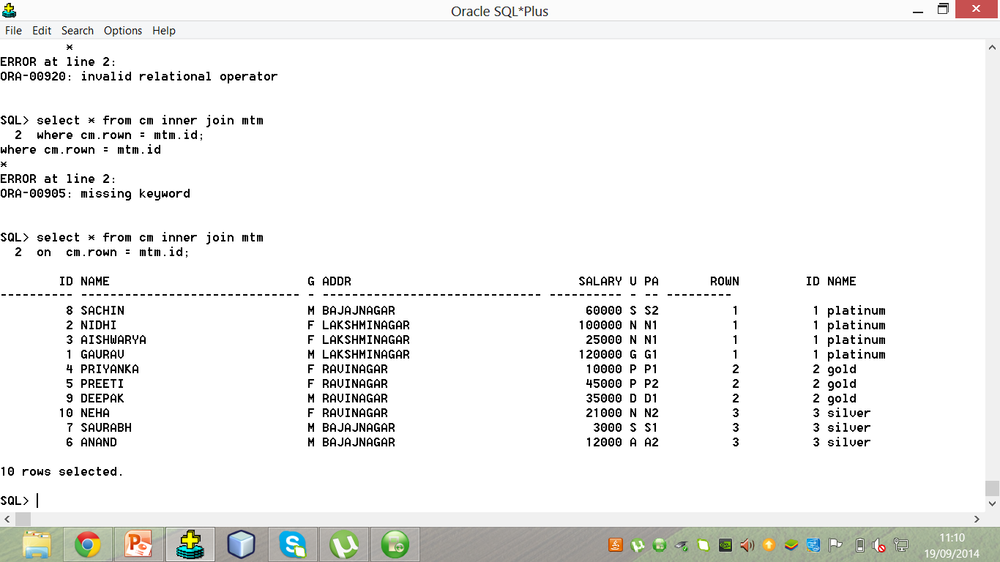 Oracle SQL*Plus
File Edit Search Options Help
*
ERROR at line 2:
ORA-00920: invalid relational operator
SQL> select * from cm inner join mtm
2 where cm.rown = mtm.id;
where cm.rown = mtm.id
*
ERROR at line 2:
ORA-00905: missing keyword
SQL> select * from cm inner join mtm
2 on cm.rown = mtm.id;
ID NAME G ADDR SALARY U PA ROWN ID NAME
---------- ------------------------------ - ------------------------------ ---------- - -- --------- 
8 SACHIN M BAJAJNAGAR 60000 S S2 1 1 platinum
2 NIDHI F LAKSHMINAGAR 100000 N N1 1 1 platinum
3 AISHWARYA F LAKSHMINAGAR 25000 N N1 1 1 platinum
1 GAURAV M LAKSHMINAGAR 120000 G G1 1 1 platinum
4 PRIYANKA F RAVINAGAR 10000 P P1 2 2 gold
5 PREETI F RAVINAGAR 45000 P P2 2 2 gold
9 DEEPAK M RAVINAGAR 35000 D D1 2 2 gold
10 NEHA F RAVINAGAR 21000 N N2 3 3 silver
7 SAURABH M BAJAJNAGAR 3000 S S1 3 3 silver
6 ANAND M BAJAJNAGAR 12000 A A2 3 3 silver
10 rows selected.
SQL>
11:10
19/09/2014